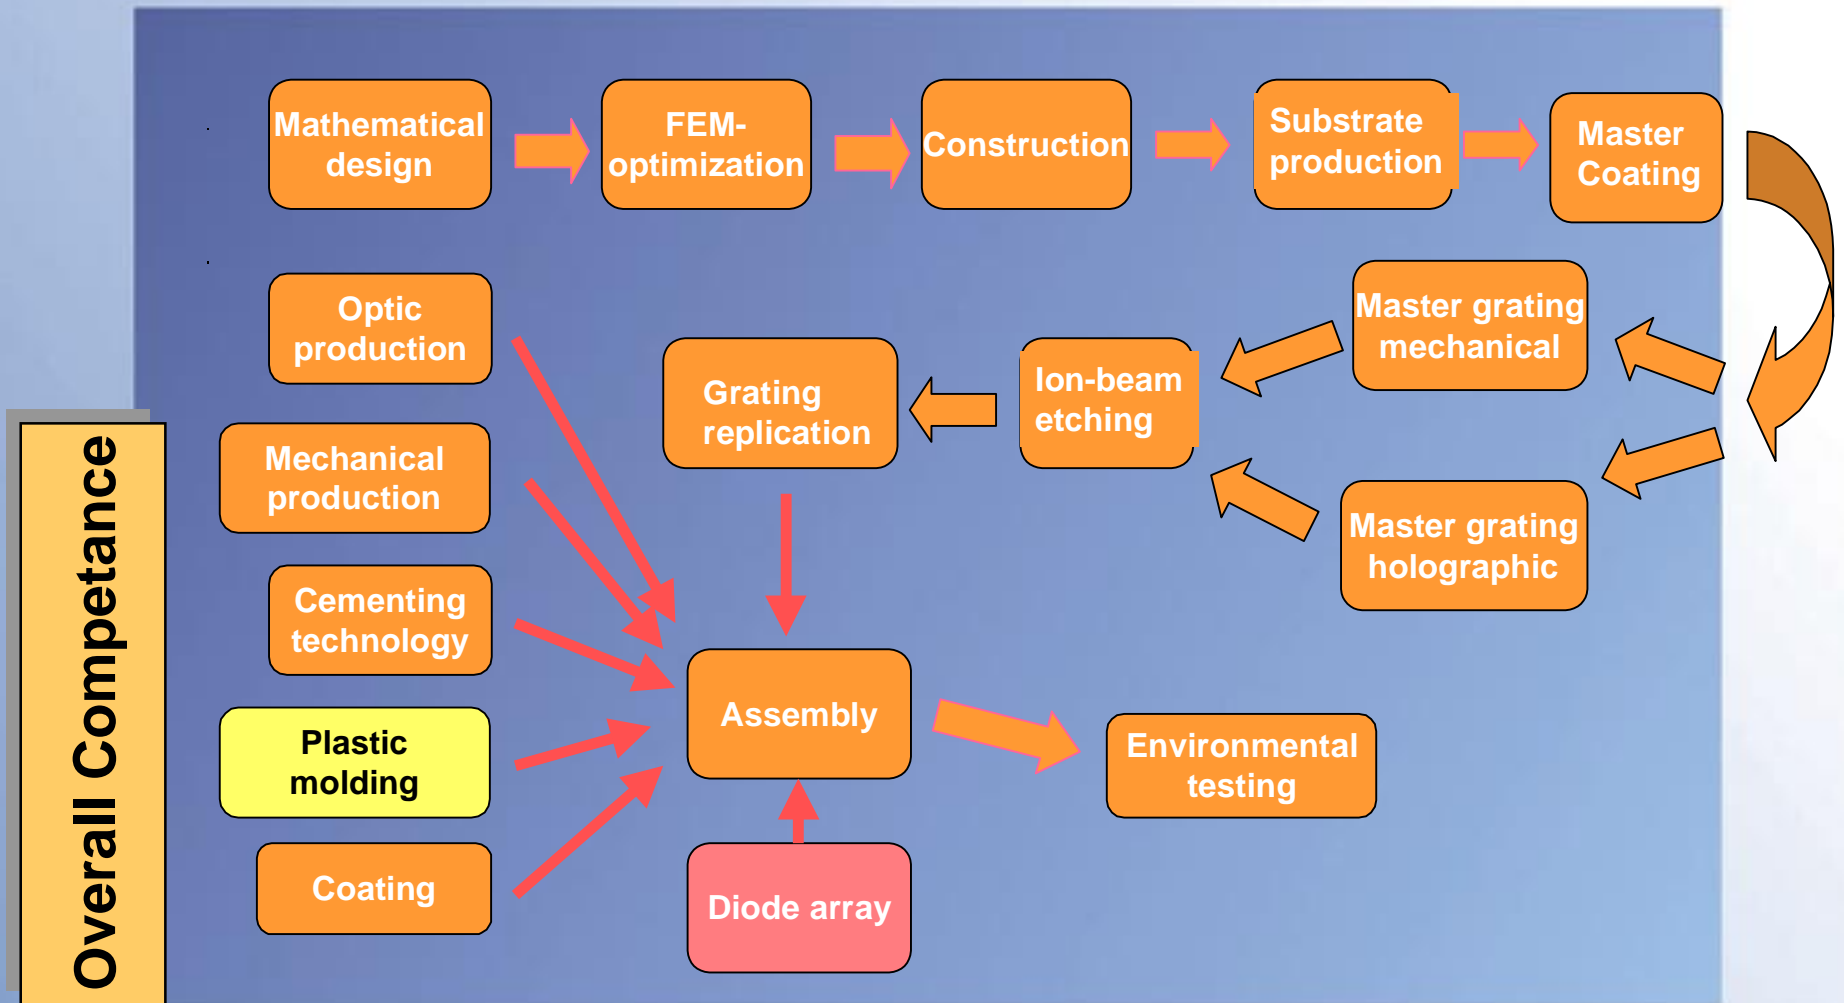 Mathematical
design
FEM-
optimization
Construction
Substrate
production
Master
Coating
Optic
production
Master grating
mechanical
Grating
replication
Ion-beam
etching
Mechanical
production
Master grating
holographic
Cementing
technology
Assembly
Plastic
molding
Environmental
testing
Coating
Diode array
Overall Competance